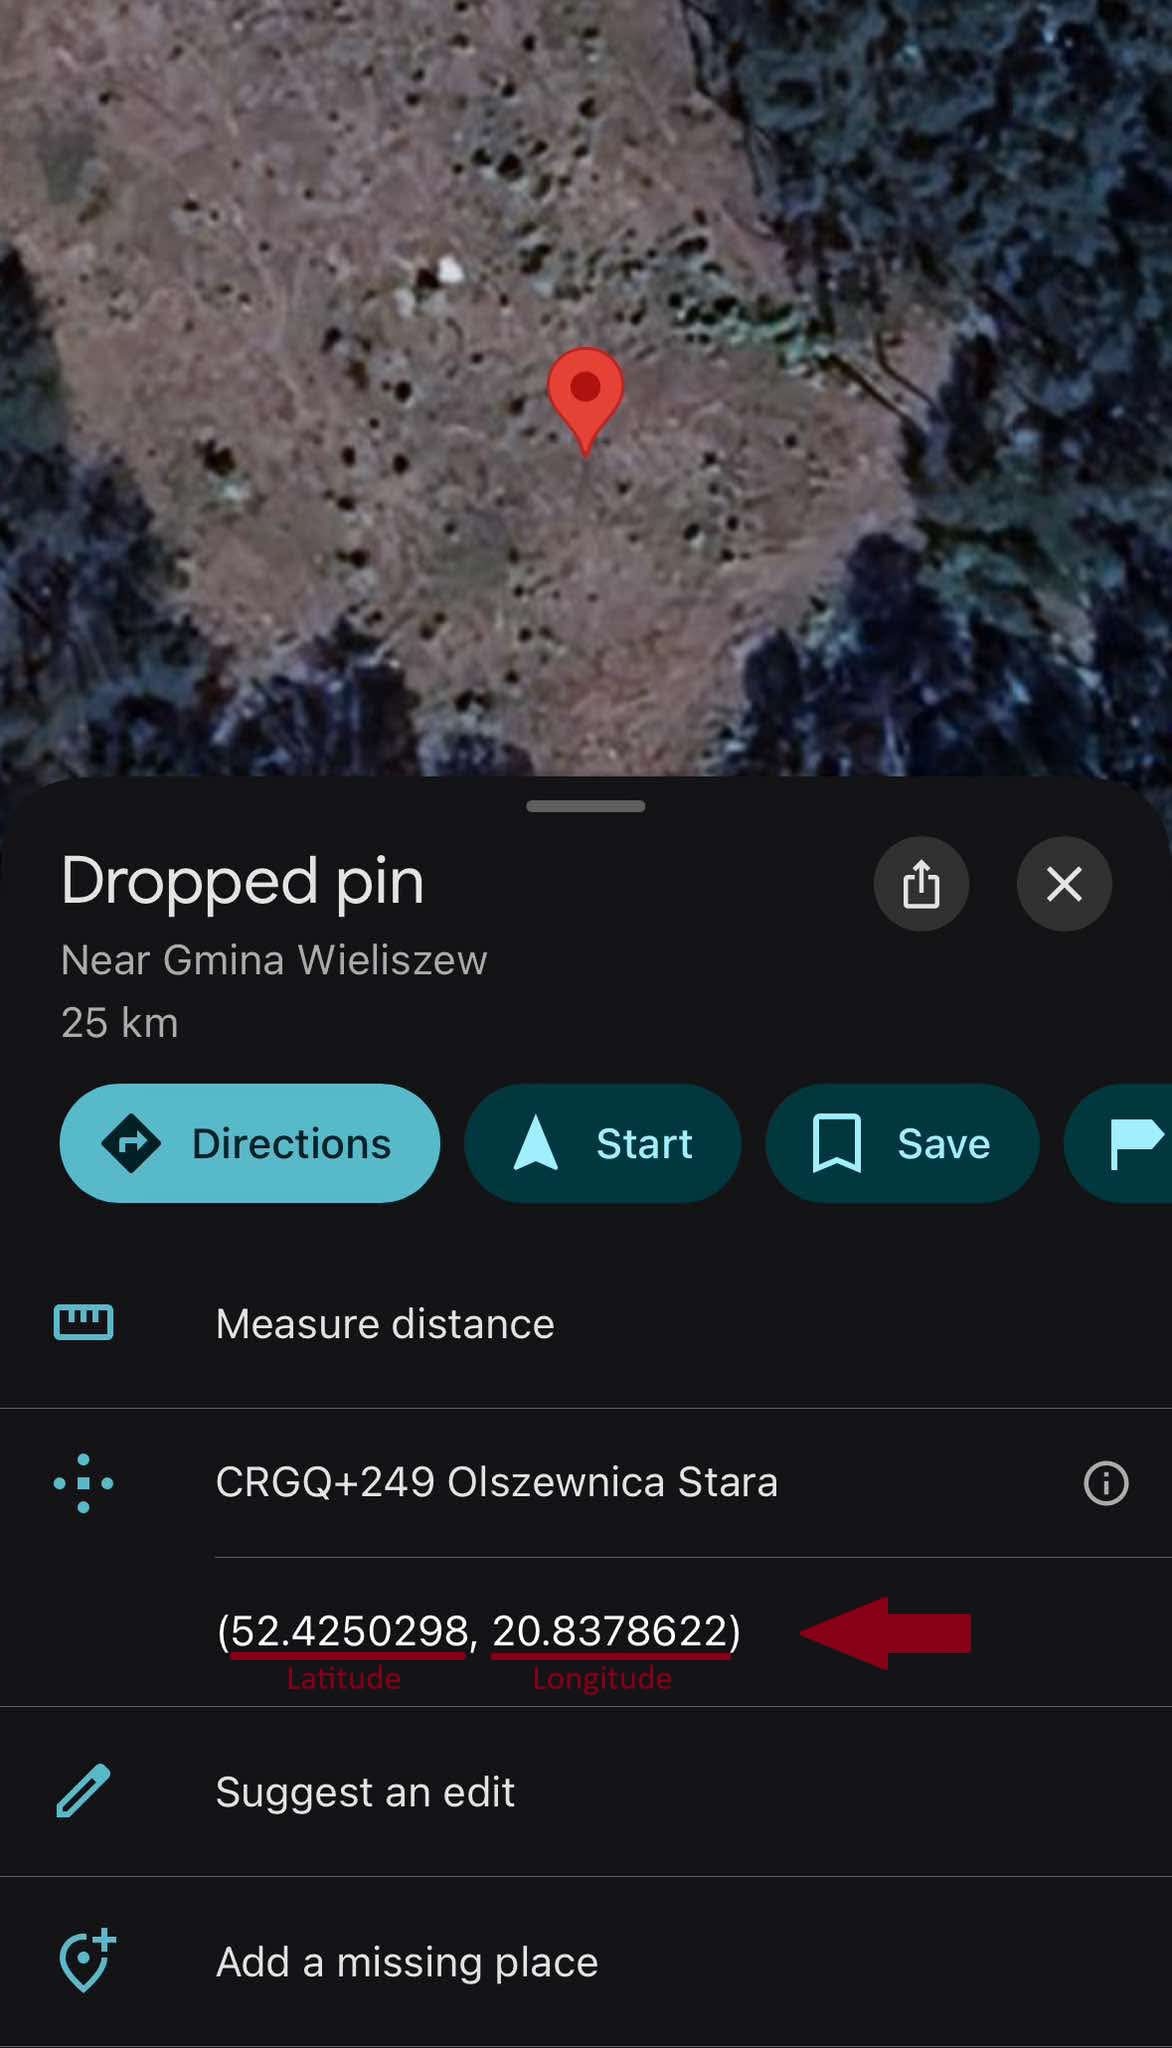 Dropped pin
Near Gmina Wieliszew
25 km
Directions
Start
Save
Measure distance
CRGQ+249 Olszewnica Stara
(52.4250298, 20.8378622)
Latitude
Longitude
Suggest an edit
Add a missing place